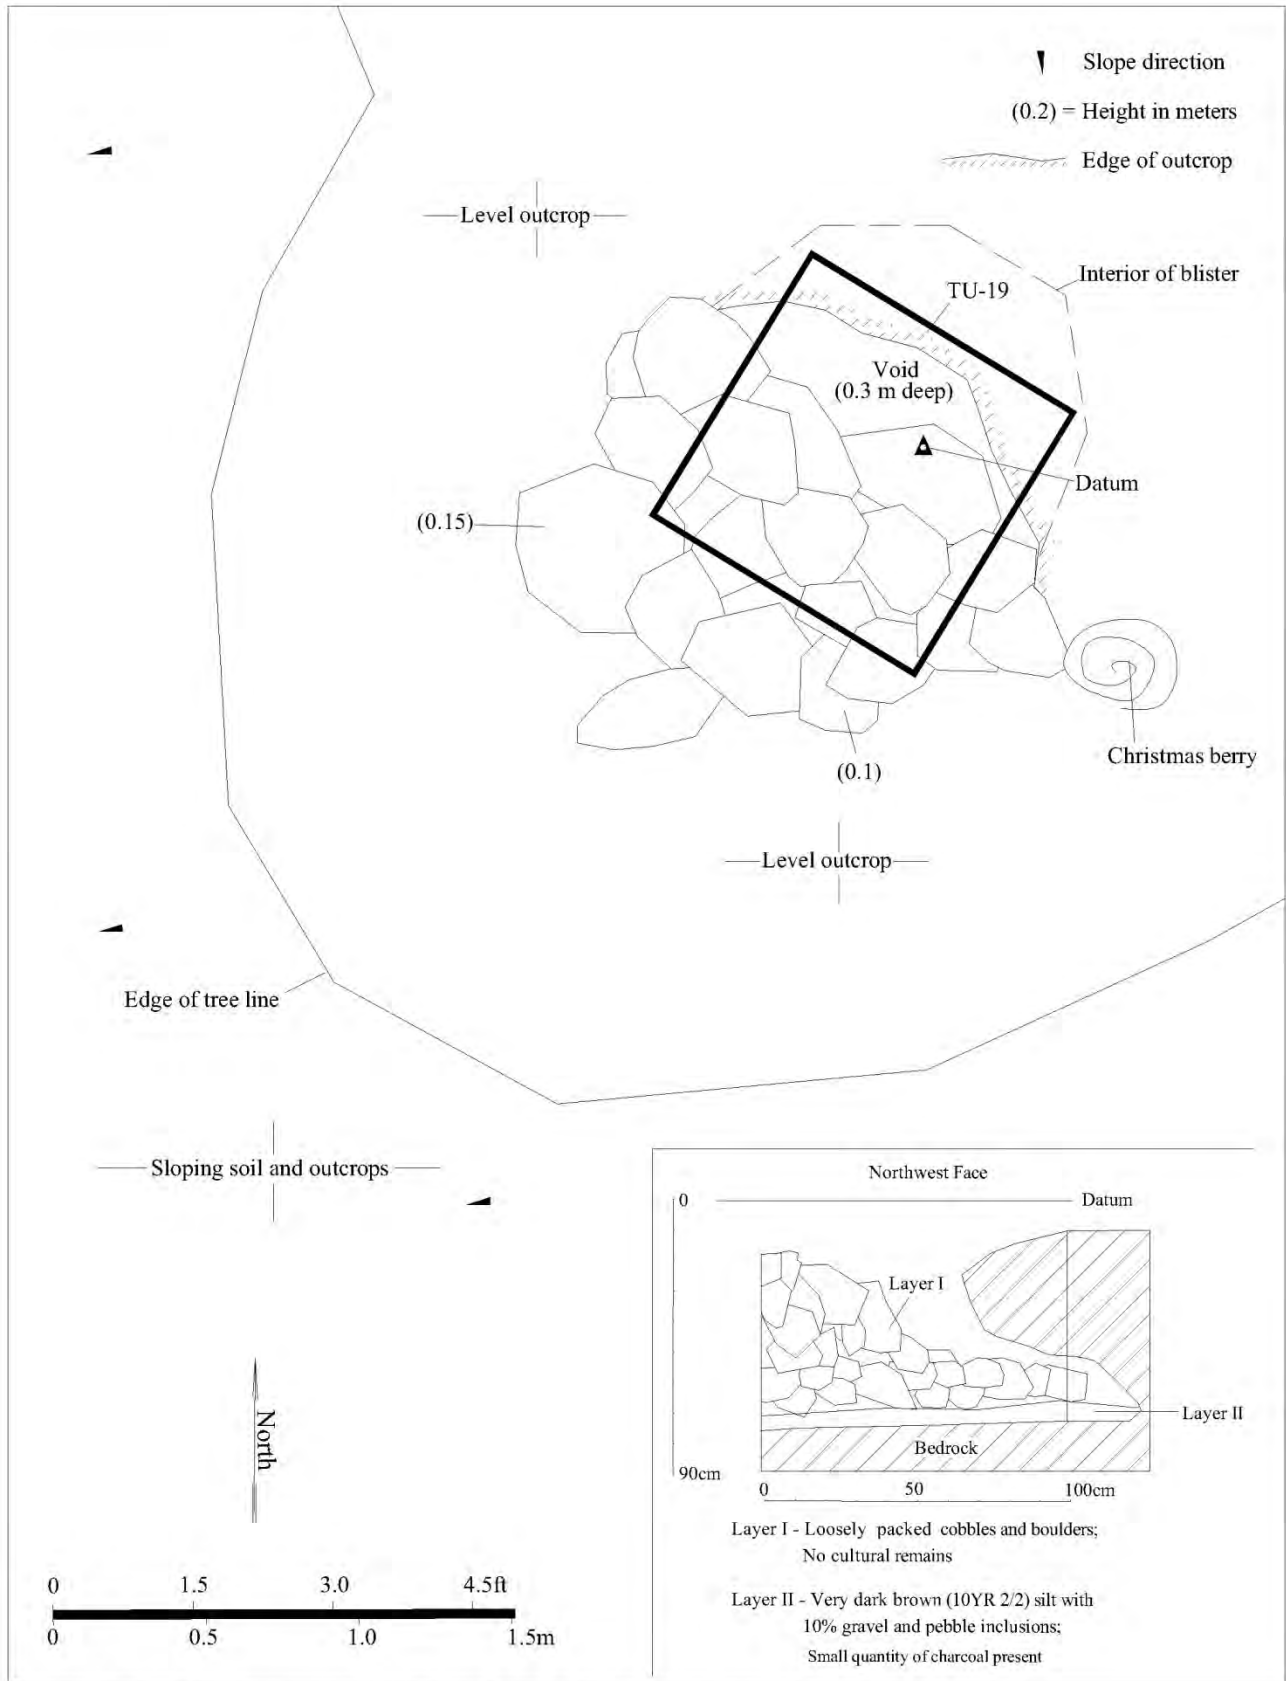 Slope direction
(0.2) = Height in meters
Edge of outcrop
Level outcrop
Interior of blister
TU-19
Void
(0.3 m deep)
Datum
(0.15)
Christmas berry
(0.1)
Level outcrop
Edge of tree line
Sloping soil and outcrops
North
0 1.5 3.0 4.5ft
0 0.5 1.0 1.5m
Northwest Face
0
Datum
Layer I
Layer II
Bedrock
90cm
0 50 100cm
Layer I - Loosely packed cobbles and boulders;
No cultural remains
Layer II - Very dark brown (10YR 2/2) silt with
10% gravel and pebble inclusions;
Small quantity of charcoal present